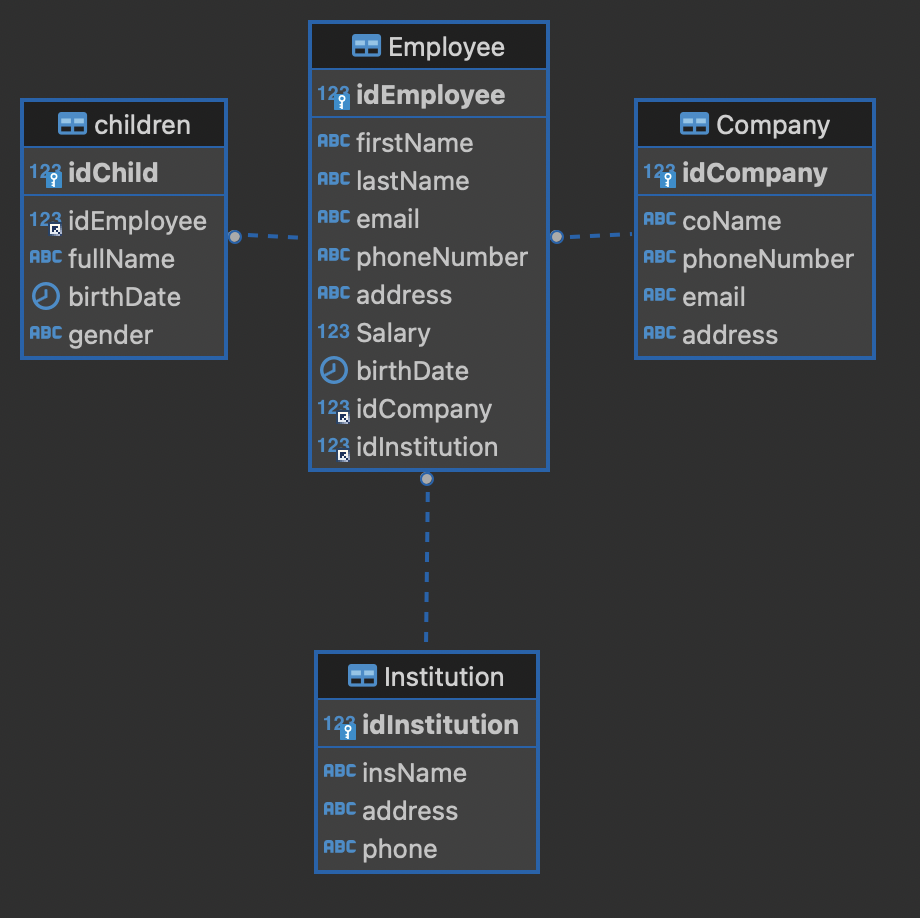 Employee
123 idEmployee
ABC firstName
ABC lastName
ABC email
ABC phoneNumber
ABC address
123 Salary
birthDate
123 idCompany
123 idInstitution
children
123 idChild
123 idEmployee
ABC fullName
birthDate
ABC gender
Company
123 idCompany
ABC coName
ABC phoneNumber
ABC email
ABC address
Institution
123 idInstitution
ABC insName
ABC address
ABC phone